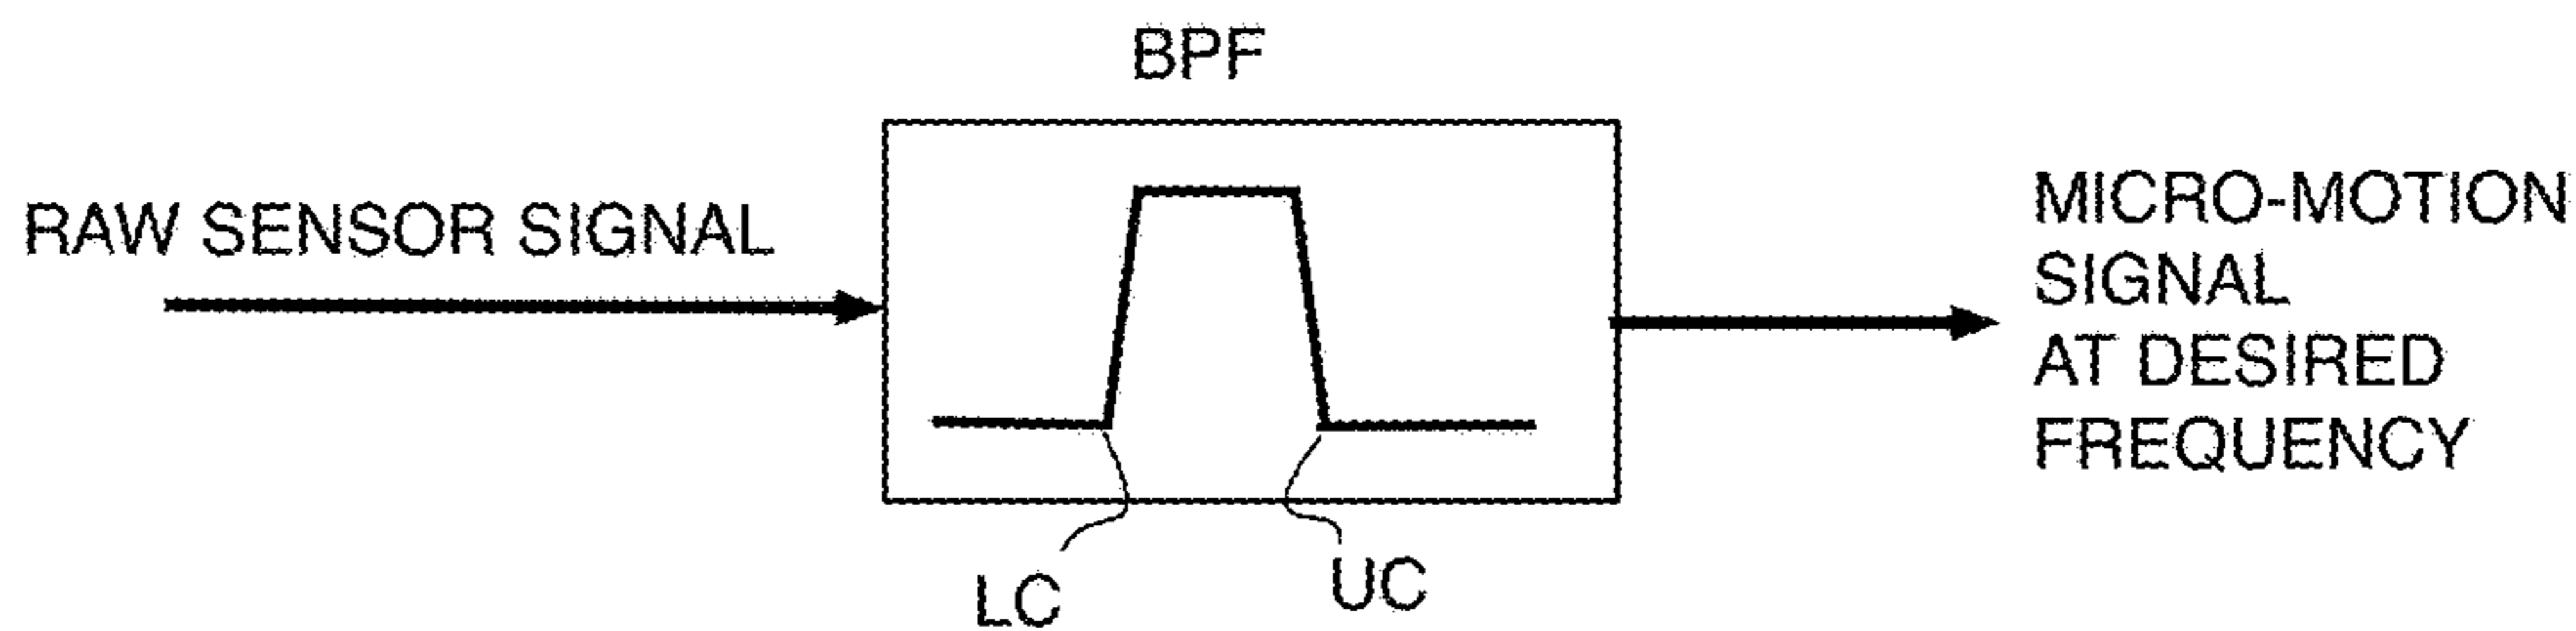 BPF
RAW SENSOR SIGNAL
MICRO-MOTION
SIGNAL
AT DESIRED
FREQUENCY
LC
UC